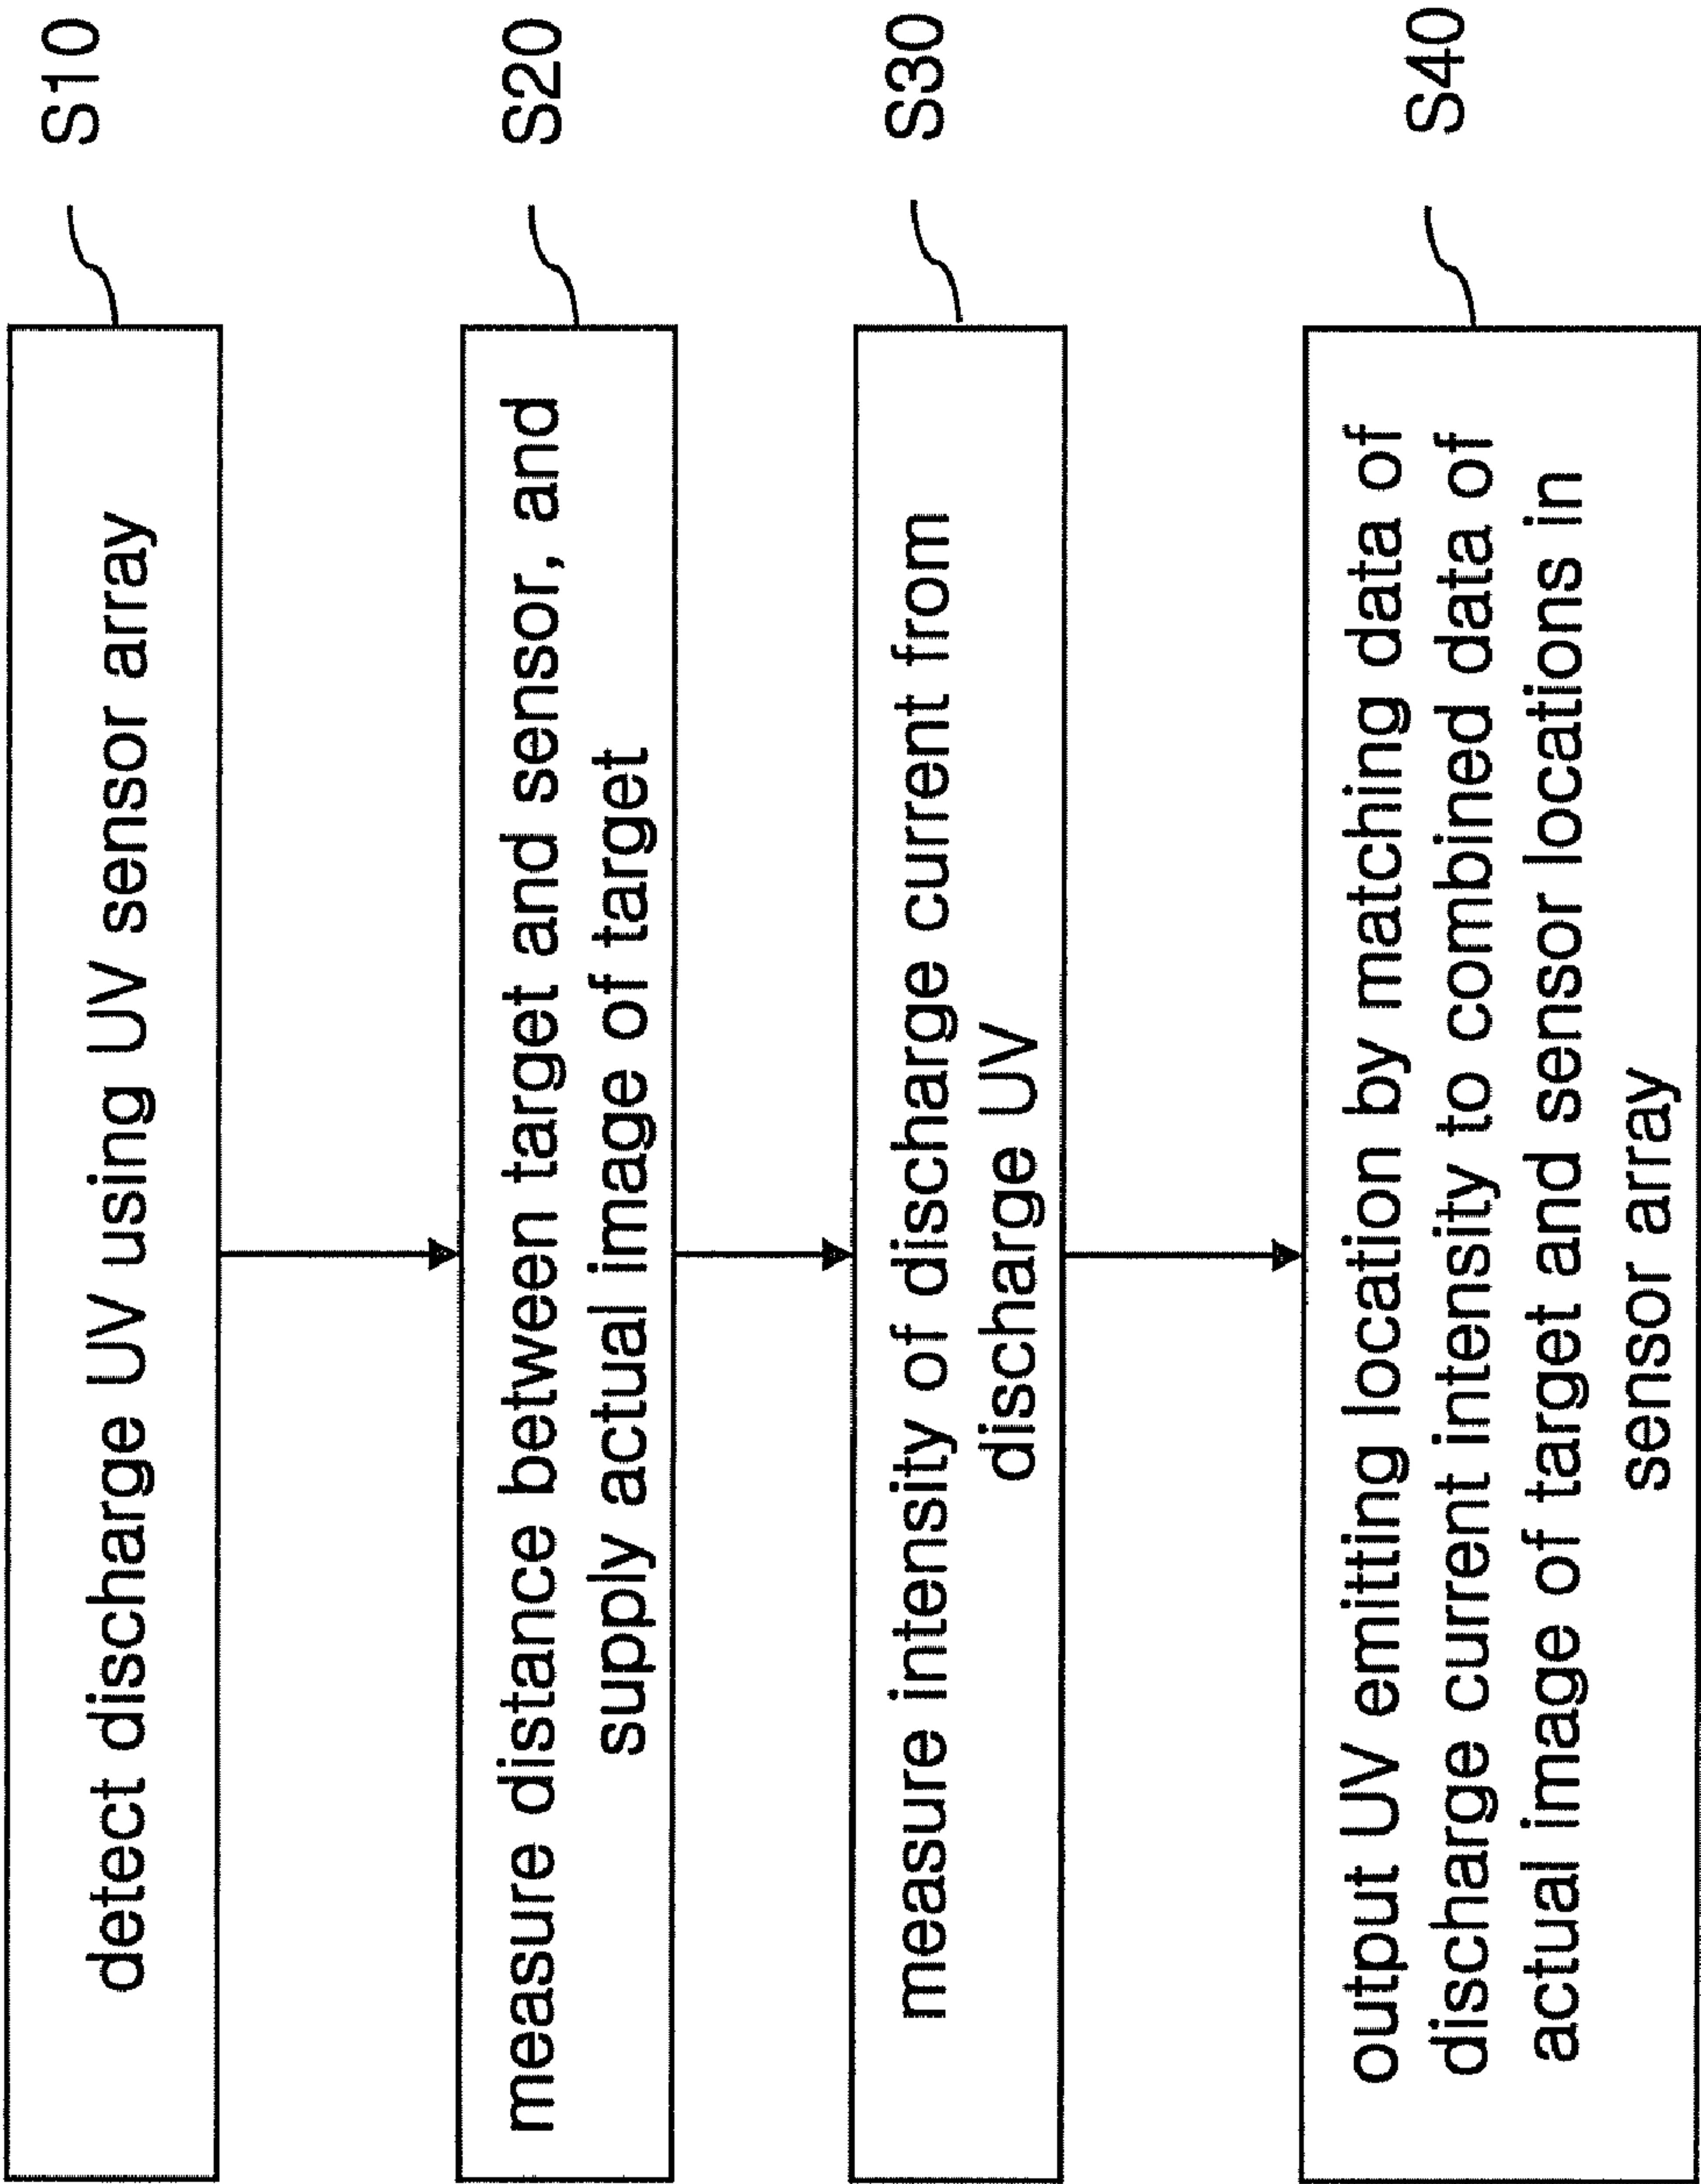 detect discharge UV using UV sensor array
S10
measure distance between target and sensor, and
supply actual image of target
S20
measure intensity of discharge current from
discharge UV
S30
output UV emitting location by matching data of
discharge current intensity to combined data of
actual image of target and sensor locations in
sensor array
S40